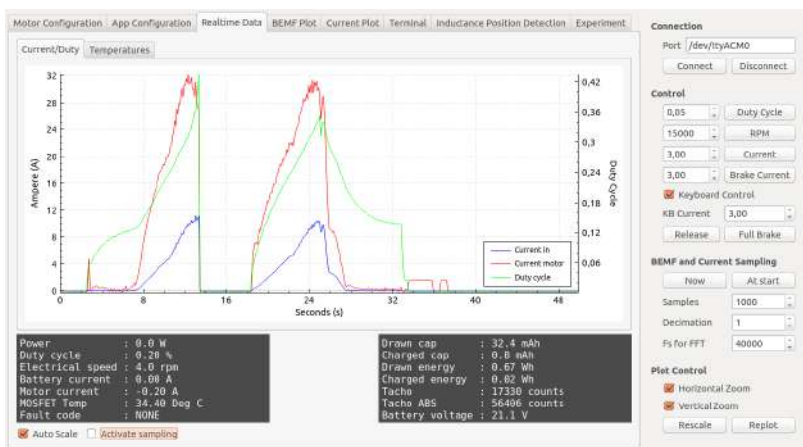 Motor Configuration App Configuration Realtime Data BEMF Plot Current Plot Terminal Inductance Position Detection Experiment
Current/Duty Temperatures
32
28
24
20
16
12
8
4
0
Ampere (A)
0,42
0,36
0,3
0,24
0,18
0,12
0,06
Duty Cycle
0 8 16 24 32 40 48
Seconds (s)
Current in
Current motor
Duty cycle
Power : 0.0 W
Duty cycle : 0.20 %
Electrical speed : 4.0 rpm
Battery current : 0.00 A
Motor current : -0.20 A
MOSFET Temp : 34.40 Deg C
Fault code : NONE
Drawn cap : 32.4 mAh
Charged cap : 0.8 mAh
Drawn energy : 0.67 Wh
Charged energy : 0.02 Wh
Tacho : 17330 counts
Tacho ABS : 56406 counts
Battery voltage : 21.1 V
Auto Scale Activate sampling
Connection
Port /dev/ttyACM0
Connect Disconnect
Control
0,05 Duty Cycle
15000 RPM
3,00 Current
3,00 Brake Current
Keyboard Control
KB Current 3,00
Release Full Brake
BEMF and Current Sampling
Now At start
Samples 1000
Decimation 1
Fs for FFT 40000
Plot Control
Horizontal Zoom
Vertical Zoom
Rescale Replot